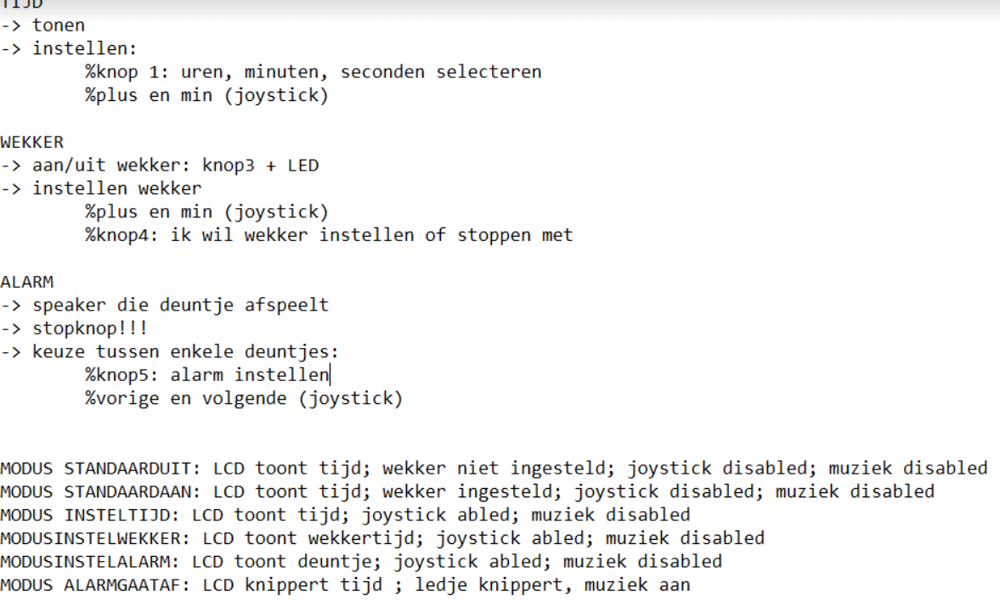 TIJD
-> tonen
-> instellen:
%knop 1: uren, minuten, seconden selecteren
%plus en min (joystick)
WEKKER
-> aan/uit wekker: knop3 + LED
-> instellen wekker
%plus en min (joystick)
%knop4: ik wil wekker instellen of stoppen met
ALARM
-> speaker die deuntje afspeelt
-> stopknop!!!
-> keuze tussen enkele deuntjes:
%knop5: alarm instellen
%vorige en volgende (joystick)
MODUS STANDAARDUIT: LCD toont tijd; wekker niet ingesteld; joystick disabled; muziek disabled
MODUS STANDAARDAAN: LCD toont tijd; wekker ingesteld; joystick disabled; muziek disabled
MODUS INSTELTIJD: LCD toont tijd; joystick abled; muziek disabled
MODUSINSTELWEKKER: LCD toont wekkertijd; joystick abled; muziek disabled
MODUSINSTELALARM: LCD toont deuntje; joystick abled; muziek disabled
MODUS ALARMGAATAF: LCD knippert tijd ; ledje knippert, muziek aan